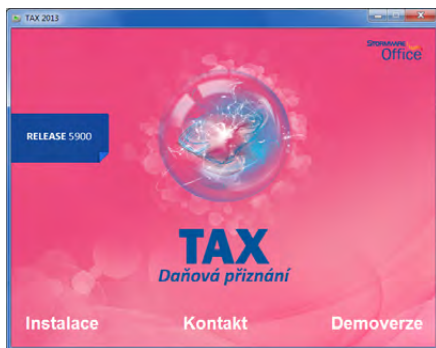 TAX 2013
STORMWARE
Office
RELEASE 5900
TAX
Daňová přiznání
Instalace Kontakt Demoverze